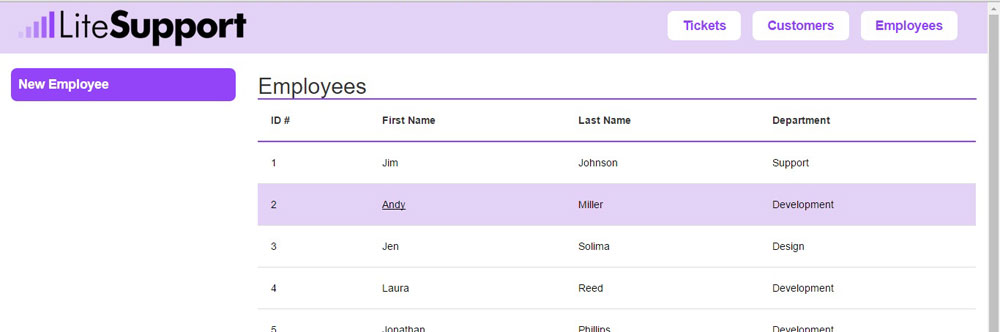 LiteSupport
Tickets Customers Employees
New Employee
Employees
ID # First Name Last Name Department
1 Jim Johnson Support
2 Andy Miller Development
3 Jen Solima Design
4 Laura Reed Development
5 Jonathan Phillips Development